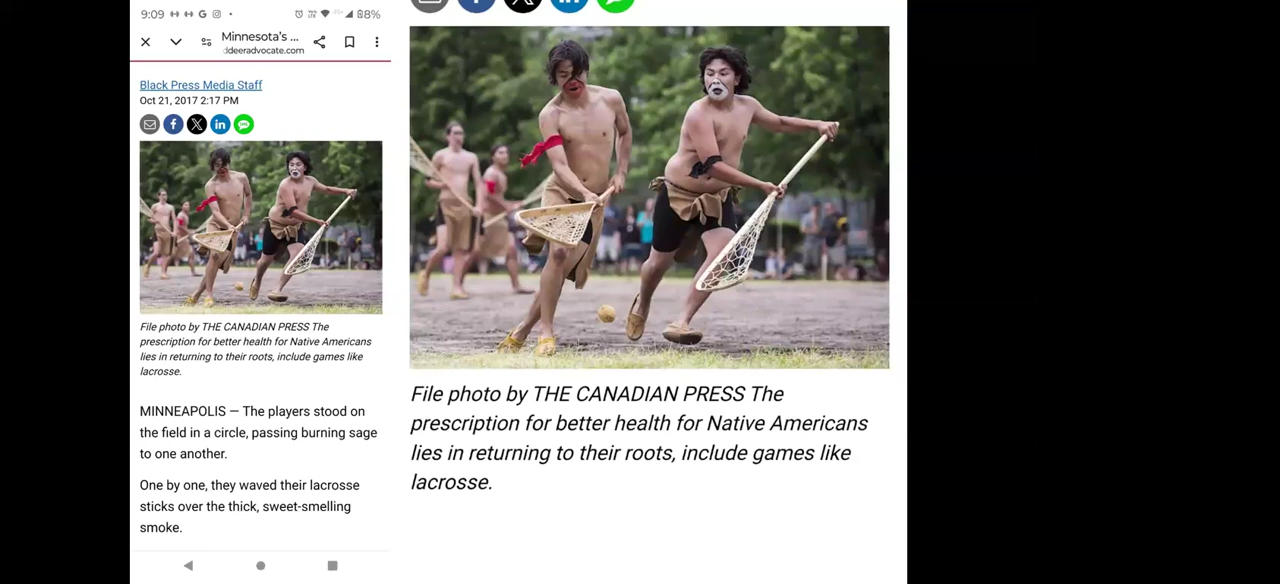 9:09
8%
Minnesota's ...
ldeeradvocate.com
Black Press Media Staff
Oct 21, 2017 2:17 PM
File photo by THE CANADIAN PRESS The
prescription for better health for Native Americans
lies in returning to their roots, include games like
lacrosse.
MINNEAPOLIS — The players stood on
the field in a circle, passing burning sage
to one another.
One by one, they waved their lacrosse
sticks over the thick, sweet-smelling
smoke.
File photo by THE CANADIAN PRESS The
prescription for better health for Native Americans
lies in returning to their roots, include games like
lacrosse.